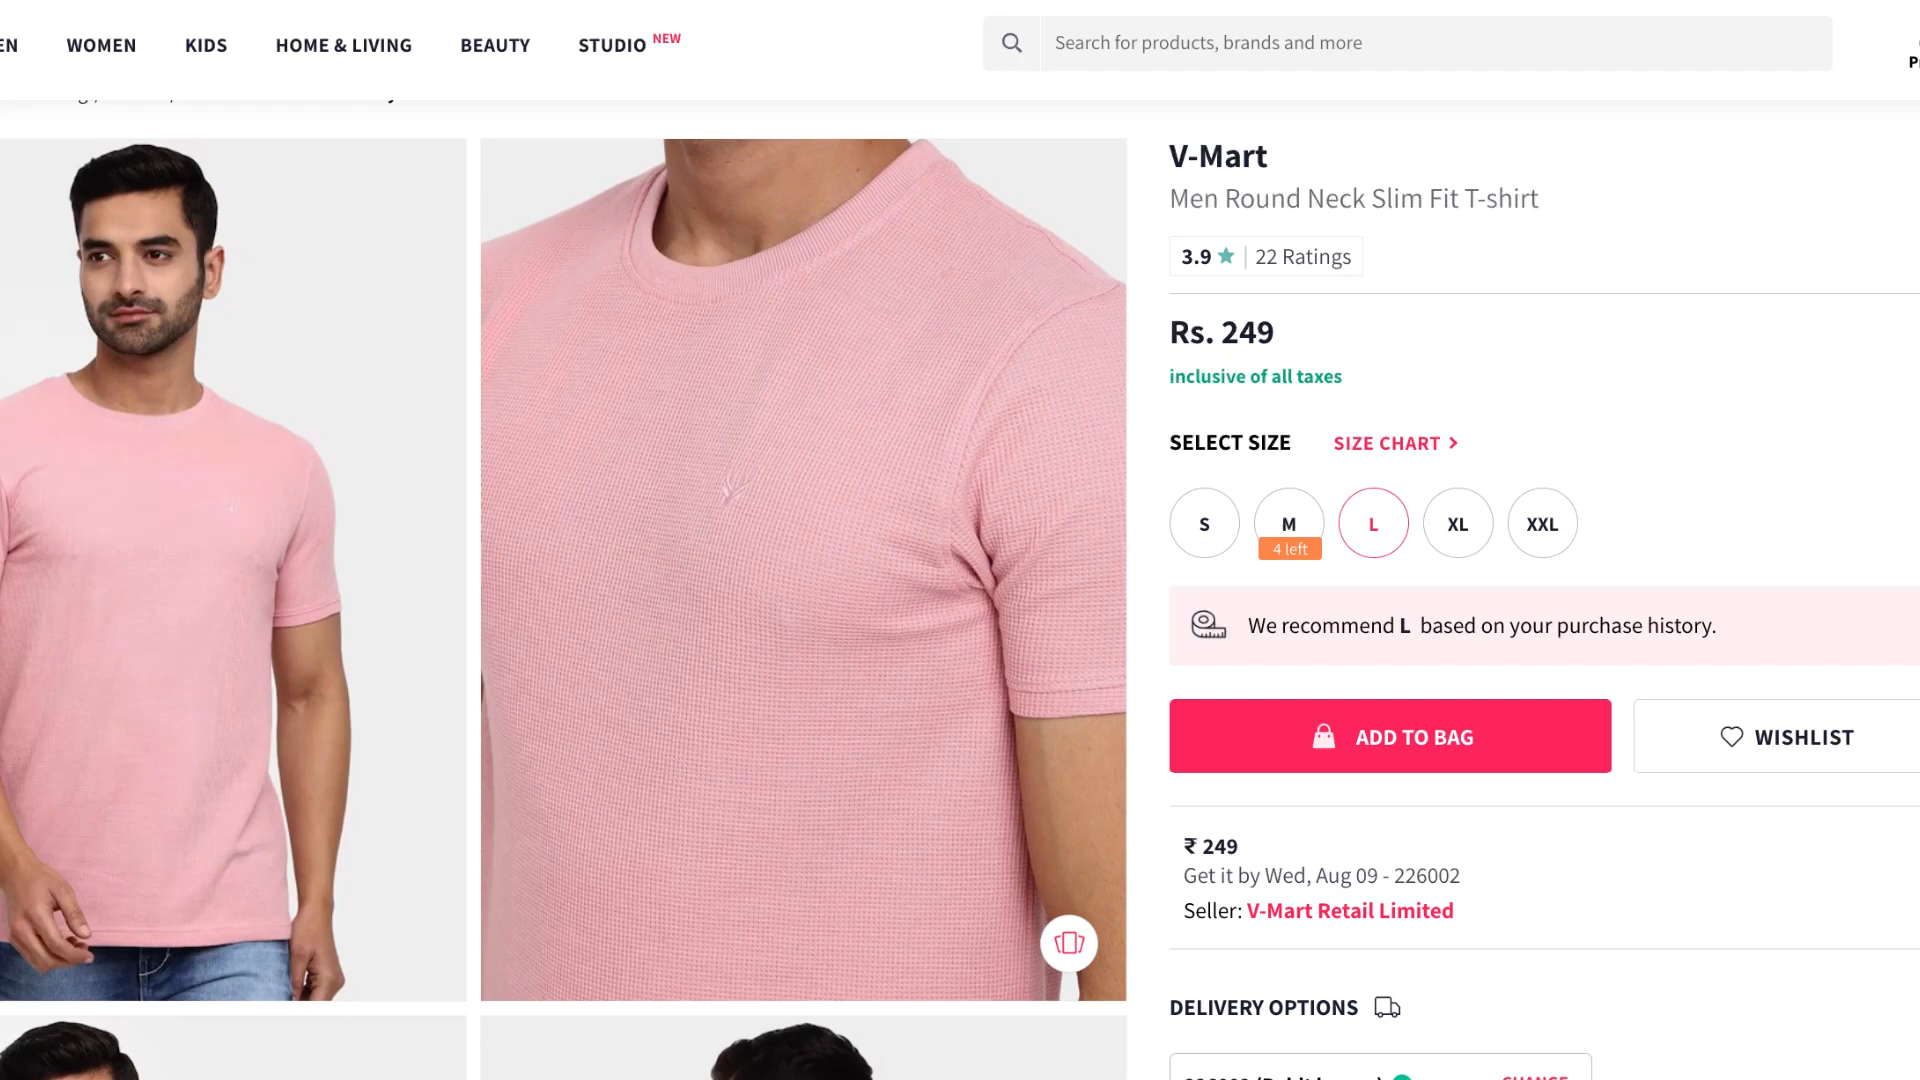 EN WOMEN KIDS HOME & LIVING BEAUTY STUDIO NEW
Search for products, brands and more
V-Mart
Men Round Neck Slim Fit T-shirt
3.9 ★ | 22 Ratings
Rs. 249
inclusive of all taxes
SELECT SIZE SIZE CHART >
S M L XL XXL
4 left
We recommend L based on your purchase history.
ADD TO BAG WISHLIST
₹ 249
Get it by Wed, Aug 09 - 226002
Seller: V-Mart Retail Limited
DELIVERY OPTIONS
CHANGE